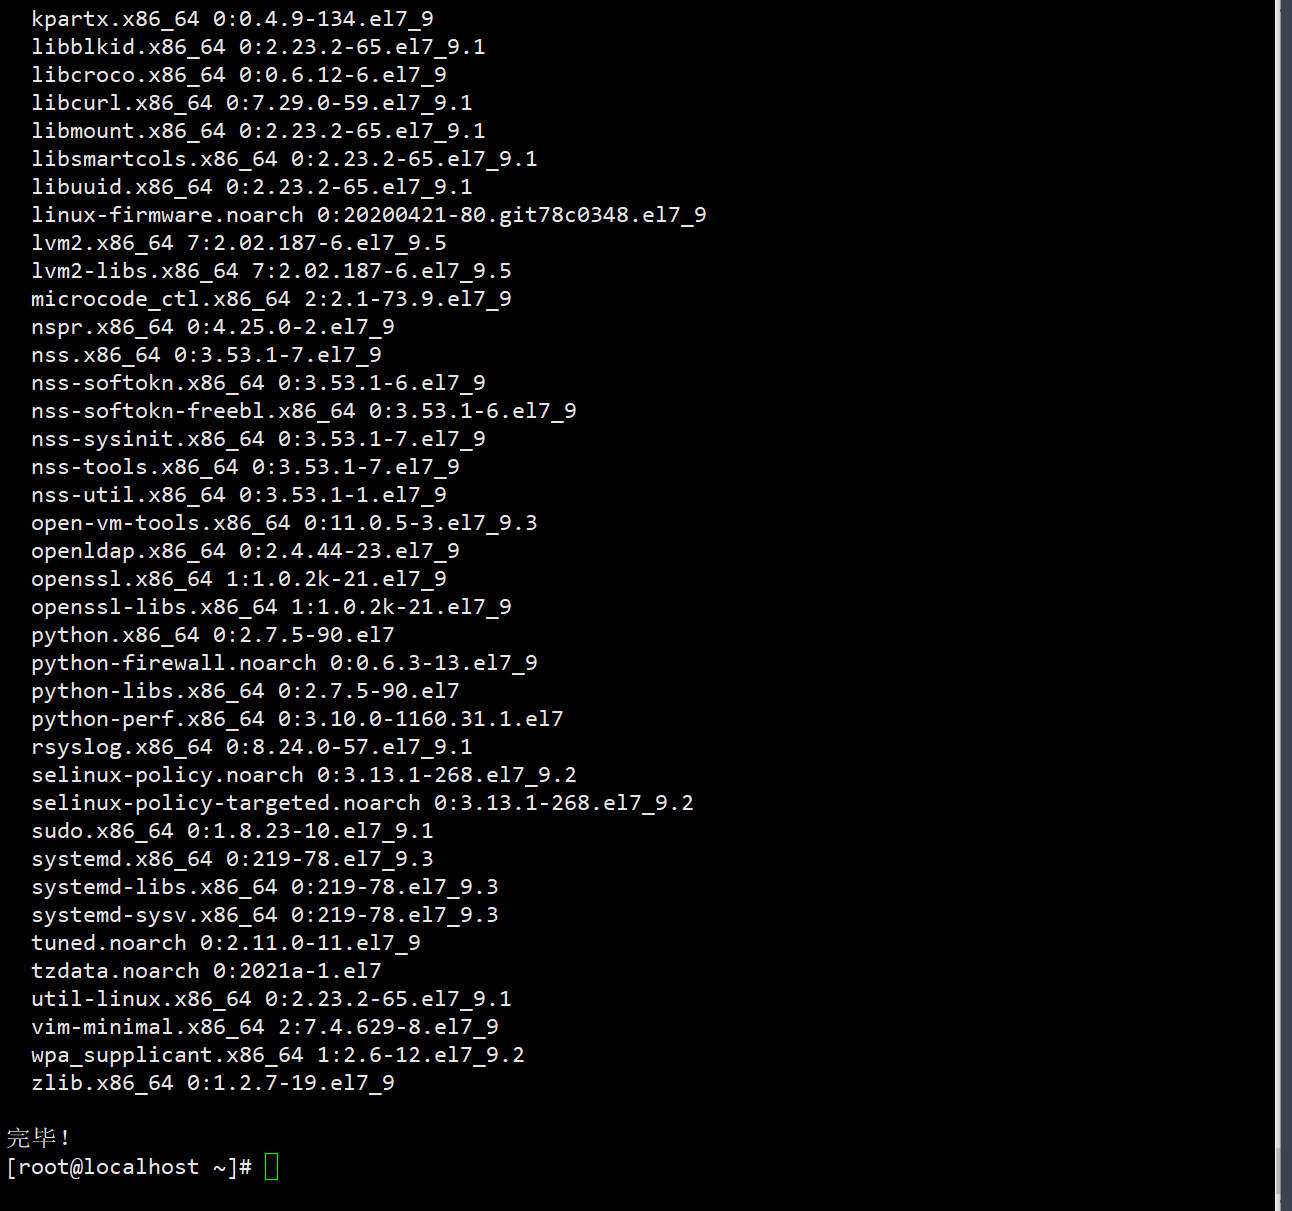 kpartx.x86_64 0:0.4.9-134.el7_9
libblkid.x86_64 0:2.23.2-65.el7_9.1
libcroco.x86_64 0:0.6.12-6.el7_9
libcurl.x86_64 0:7.29.0-59.el7_9.1
libmount.x86_64 0:2.23.2-65.el7_9.1
libsmartcols.x86_64 0:2.23.2-65.el7_9.1
libuuid.x86_64 0:2.23.2-65.el7_9.1
linux-firmware.noarch 0:20200421-80.git78c0348.el7_9
lvm2.x86_64 7:2.02.187-6.el7_9.5
lvm2-libs.x86_64 7:2.02.187-6.el7_9.5
microcode_ctl.x86_64 2:2.1-73.9.el7_9
nspr.x86_64 0:4.25.0-2.el7_9
nss.x86_64 0:3.53.1-7.el7_9
nss-softokn.x86_64 0:3.53.1-6.el7_9
nss-softokn-freebl.x86_64 0:3.53.1-6.el7_9
nss-sysinit.x86_64 0:3.53.1-7.el7_9
nss-tools.x86_64 0:3.53.1-7.el7_9
nss-util.x86_64 0:3.53.1-1.el7_9
open-vm-tools.x86_64 0:11.0.5-3.el7_9.3
openldap.x86_64 0:2.4.44-23.el7_9
openssl.x86_64 1:1.0.2k-21.el7_9
openssl-libs.x86_64 1:1.0.2k-21.el7_9
python.x86_64 0:2.7.5-90.el7
python-firewall.noarch 0:0.6.3-13.el7_9
python-libs.x86_64 0:2.7.5-90.el7
python-perf.x86_64 0:3.10.0-1160.31.1.el7
rsyslog.x86_64 0:8.24.0-57.el7_9.1
selinux-policy.noarch 0:3.13.1-268.el7_9.2
selinux-policy-targeted.noarch 0:3.13.1-268.el7_9.2
sudo.x86_64 0:1.8.23-10.el7_9.1
systemd.x86_64 0:219-78.el7_9.3
systemd-libs.x86_64 0:219-78.el7_9.3
systemd-sysv.x86_64 0:219-78.el7_9.3
tuned.noarch 0:2.11.0-11.el7_9
tzdata.noarch 0:2021a-1.el7
util-linux.x86_64 0:2.23.2-65.el7_9.1
vim-minimal.x86_64 2:7.4.629-8.el7_9
wpa_supplicant.x86_64 1:2.6-12.el7_9.2
zlib.x86_64 0:1.2.7-19.el7_9
完毕！
[root@localhost ~]#